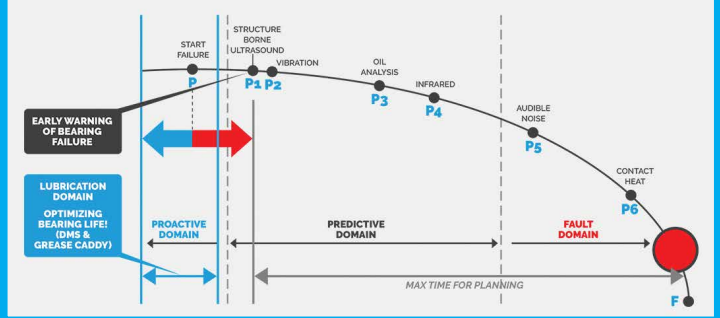 START
FAILURE
P
STRUCTURE
BORNE
ULTRASOUND
P1
P2
VIBRATION
OIL
ANALYSIS
P3
INFRARED
P4
AUDIBLE
NOISE
P5
CONTACT
HEAT
P6
F
EARLY WARNING
OF BEARING
FAILURE
LUBRICATION
DOMAIN
OPTIMIZING
BEARING LIFE!
(DMS &
GREASE CADDY)
PROACTIVE
DOMAIN
PREDICTIVE
DOMAIN
FAULT
DOMAIN
MAX TIME FOR PLANNING